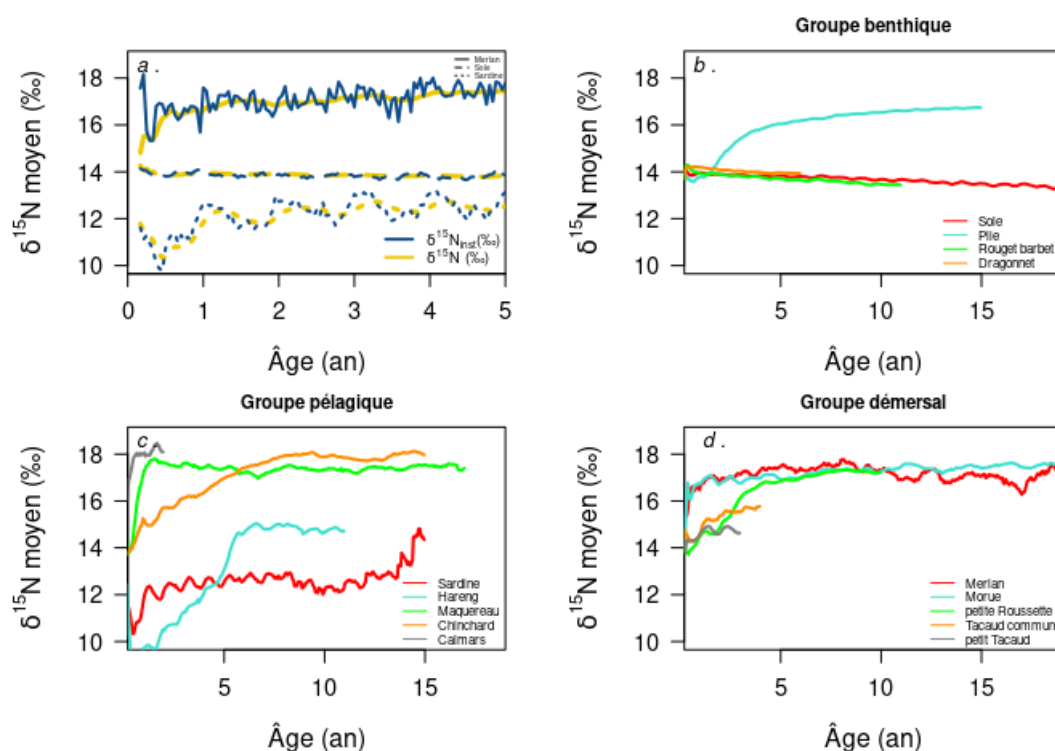 a .
Merlan
Sole
Sardine
δ15N moyen (‰)
18
16
14
12
10
δ15Ninst(‰)
δ15N (‰)
0 1 2 3 4 5
Âge (an)
Groupe benthique
b .
δ15N moyen (‰)
18
16
14
12
10
Sole
Plie
Rouget barbet
Dragonnet
5 10 15
Âge (an)
Groupe pélagique
c .
δ15N moyen (‰)
18
16
14
12
10
Sardine
Hareng
Maquereau
Chinchard
Calmars
5 10 15
Âge (an)
Groupe démersal
d .
δ15N moyen (‰)
18
16
14
12
10
Merlan
Morue
petite Roussette
Tacaud commun
petit Tacaud
5 10 15
Âge (an)